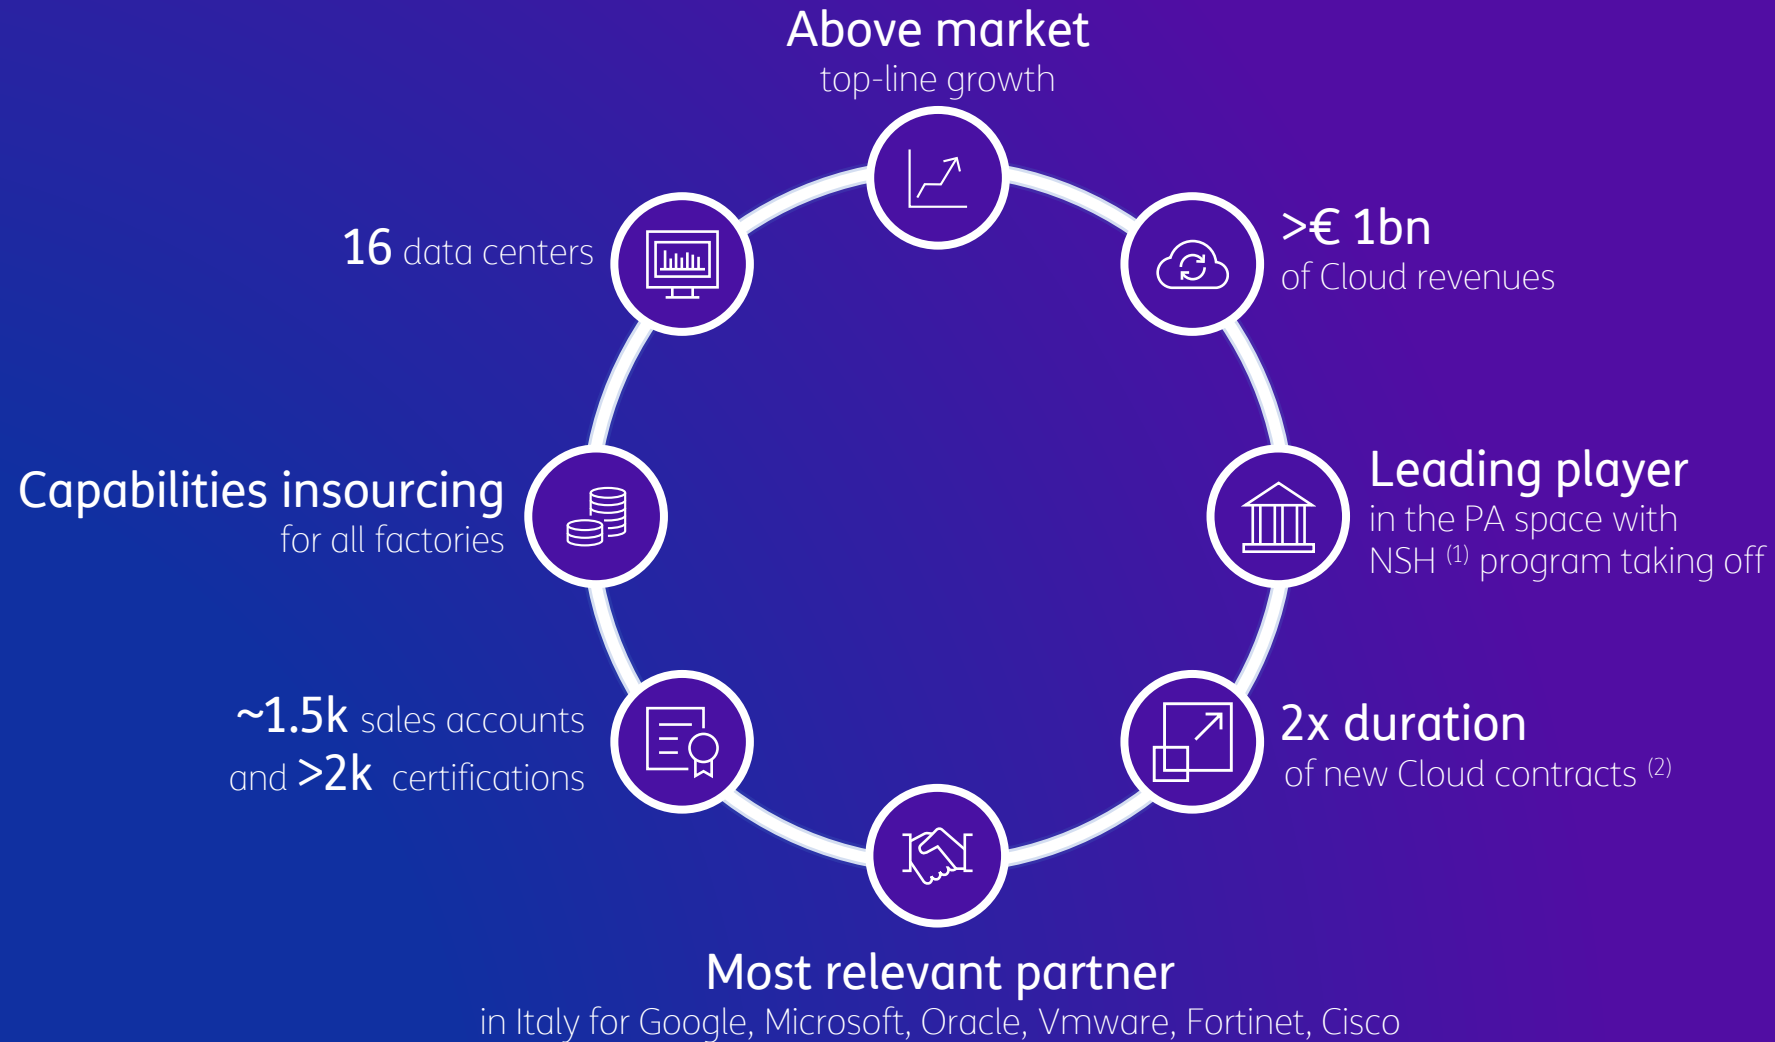 Above market
top-line growth
16 data centers
>€ 1bn
of Cloud revenues
Capabilities insourcing
for all factories
Leading player
in the PA space with
NSH (1) program taking off
~1.5k sales accounts
and >2k certifications
2x duration
of new Cloud contracts (2)
Most relevant partner
in Italy for Google, Microsoft, Oracle, Vmware, Fortinet, Cisco